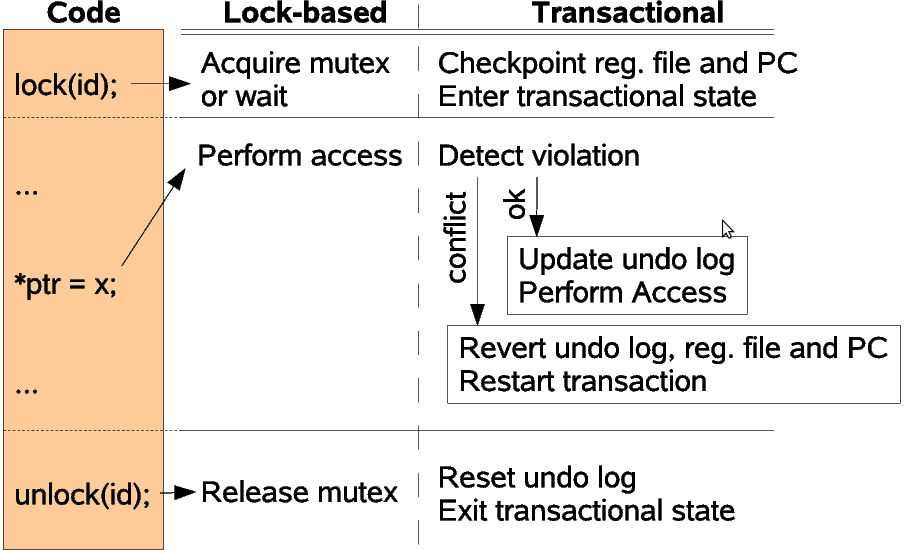 Code Lock-based Transactional
lock(id); Acquire mutex Checkpoint reg. file and PC
or wait Enter transactional state
Perform access Detect violation
...
conflict
ok
*ptr = x;
Update undo log
Perform Access
Revert undo log, reg. file and PC
Restart transaction
...
unlock(id); Release mutex Reset undo log
Exit transactional state